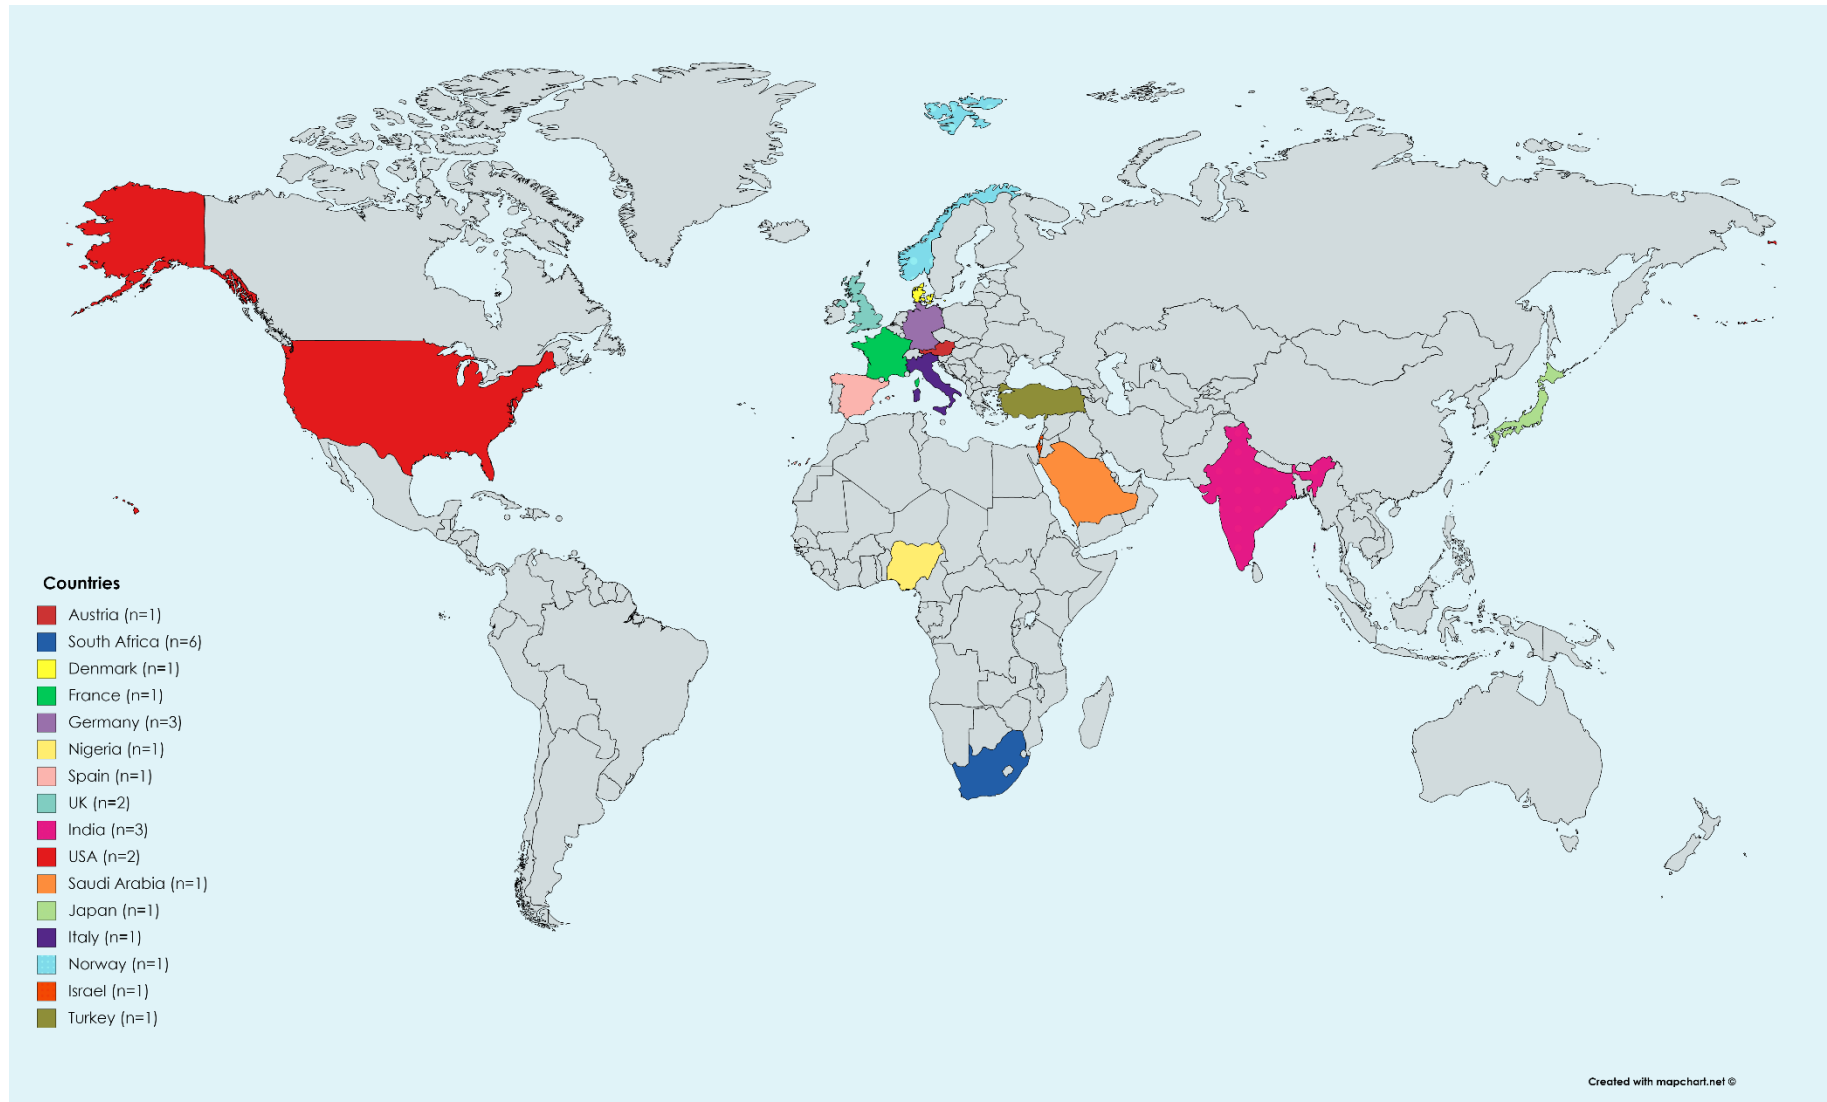 Countries
Austria (n=1)
South Africa (n=6)
Denmark (n=1)
France (n=1)
Germany (n=3)
Nigeria (n=1)
Spain (n=1)
UK (n=2)
India (n=3)
USA (n=2)
Saudi Arabia (n=1)
Japan (n=1)
Italy (n=1)
Norway (n=1)
Israel (n=1)
Turkey (n=1)
Created with mapchart.net ©